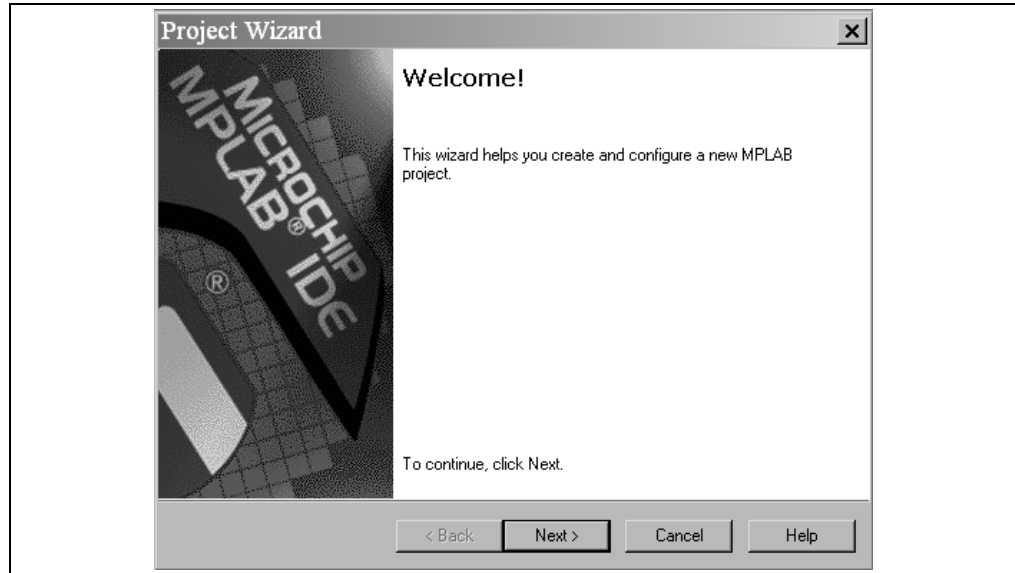 Project Wizard
MICROCHIP
MPLAB® IDE
®
Welcome!
This wizard helps you create and configure a new MPLAB
project.
To continue, click Next.
< Back
Next >
Cancel
Help